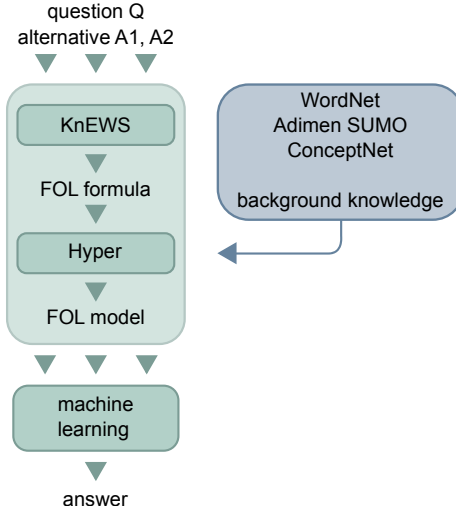 question Q
alternative A1, A2
KnEWS
FOL formula
Hyper
FOL model
machine
learning
answer
WordNet
Adimen SUMO
ConceptNet
background knowledge